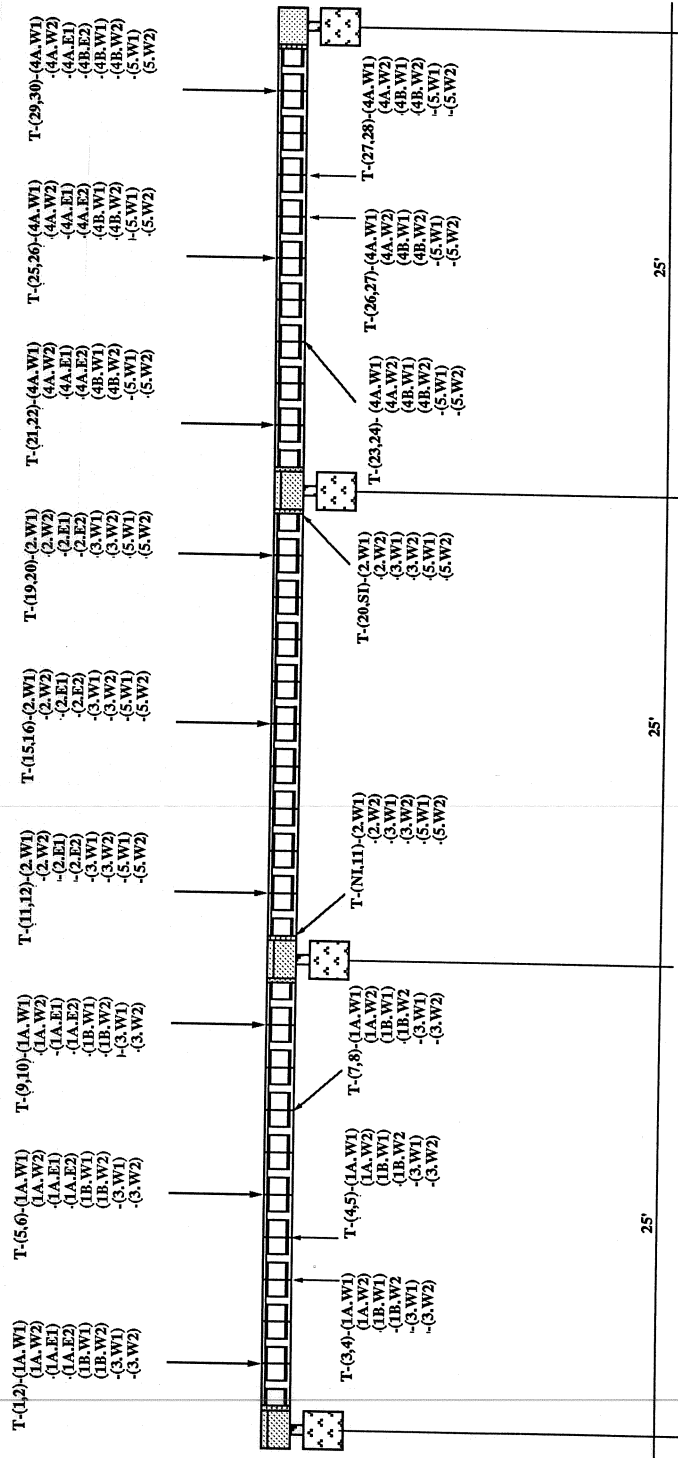 T-(29,30)-(4A.W1)
-(4A.W2)
-(4A.E1)
-(4B.E2)
-(4B.W1)
-(4B.W2)
-(5.W1)
(5.W2)
T-(25,26)-(4A.W1)
-(4A.W2)
-(4A.E1)
-(4A.E2)
-(4B.W1)
-(4B.W2)
-(5.W1)
-(5.W2)
T-(21,22)-(4A.W1)
(4A.W2)
(4A.E1)
-(4A.E2)
(4B.W1)
(4B.W2)
-(5.W1)
-(5.W2)
T-(19,20)-(2.W1)
-(2.W2)
-(2.E1)
-(2.E2)
-(3.W1)
-(3.W2)
-(5.W1)
-(5.W2)
T-(15,16)-(2.W1)
-(2.W2)
-(2.E1)
-(2.E2)
-(3.W1)
-(3.W2)
-(5.W1)
-(5.W2)
T-(11,12)-(2.W1)
-(2.W2)
-(2.E1)
-(2.E2)
-(3.W1)
-(3.W2)
-(5.W1)
-(5.W2)
T-(9,10)-(1A.W1)
-(1A.W2)
-(1A.E1)
-(1A.E2)
-(1B.W1)
-(1B.W2)
-(3.W1)
-(3.W2)
T-(5,6)-(1A.W1)
(1A.W2)
-(1A.E1)
-(1A.E2)
(1B.W1)
(1B.W2)
-(3.W1)
-(3.W2)
T-(1,2)-(1A.W1)
(1A.W2)
-(1A.E1)
-(1A.E2)
(1B.W1)
(1B.W2)
-(3.W1)
-(3.W2)
T-(27,28)-(4A.W1)
(4A.W2)
(4B.W1)
(4B.W2)
-(5.W1)
-(5.W2)
T-(26,27)-(4A.W1)
(4A.W2)
(4B.W1)
(4B.W2)
-(5.W1)
-(5.W2)
T-(23,24)- (4A.W1)
(4A.W2)
(4B.W1)
(4B.W2)
-(5.W1)
-(5.W2)
T-(20,SI)-(2.W1)
-(2.W2)
-(3.W1)
-(3.W2)
-(5.W1)
-(5.W2)
T-(NI,11)-(2.W1)
-(2.W2)
-(3.W1)
-(3.W2)
-(5.W1)
-(5.W2)
T-(7,8)-(1A.W1)
(1A.W2)
(1B.W1)
-(1B.W2
-(3.W1)
-(3.W2)
T-(4,5)-(1A.W1)
(1A.W2)
(1B.W1)
-(1B.W2
-(3.W1)
-(3.W2)
T-(3,4)-(1A.W1)
(1A.W2)
(1B.W1)
-(1B.W2
-(3.W1)
-(3.W2)
25'
25'
25'